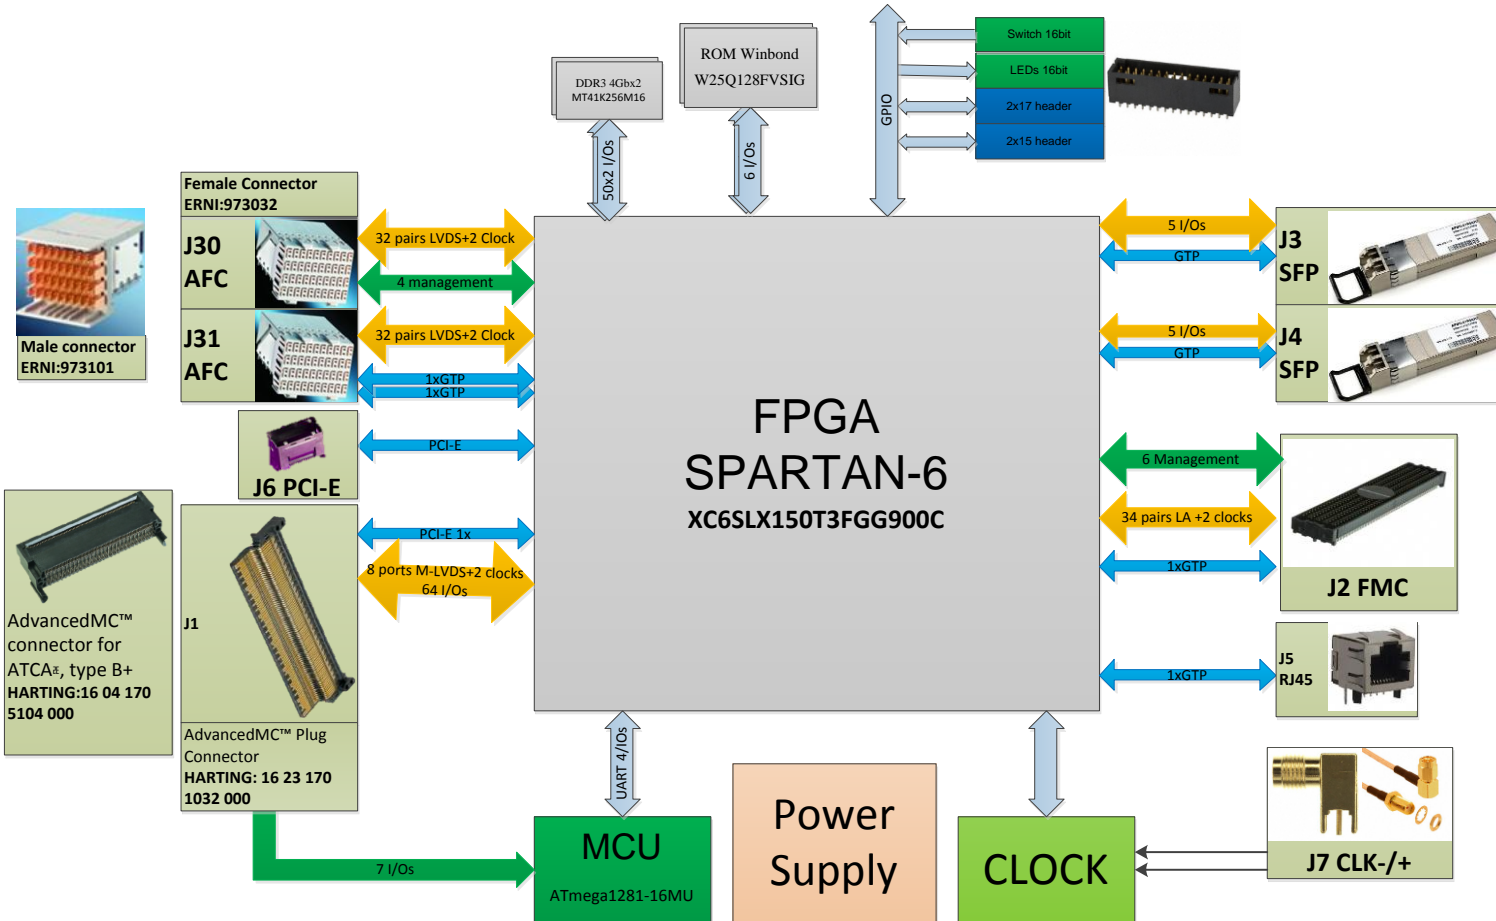 DDR3 4Gbx2
MT41K256M16
ROM Winbond
W25Q128FVSIG
50x2 I/Os
6 I/Os
GPIO
Switch 16bit
LEDs 16bit
2x17 header
2x15 header
Female Connector
ERNI:973032
J30
AFC
32 pairs LVDS+2 Clock
4 management
J31
AFC
32 pairs LVDS+2 Clock
1xGTP
1xGTP
Male connector
ERNI:973101
J6 PCI-E
PCI-E
AdvancedMC™
connector for
ATCA±, type B+
HARTING:16 04 170
5104 000
J1
PCI-E 1x
8 ports M-LVDS+2 clocks
64 I/Os
AdvancedMC™ Plug
Connector
HARTING: 16 23 170
1032 000
7 I/Os
FPGA
SPARTAN-6
XC6SLX150T3FGG900C
5 I/Os
GTP
J3
SFP
5 I/Os
GTP
J4
SFP
6 Management
34 pairs LA +2 clocks
1xGTP
J2 FMC
1xGTP
J5
RJ45
UART 4/IOs
MCU
ATmega1281-16MU
Power
Supply
CLOCK
J7 CLK-/+